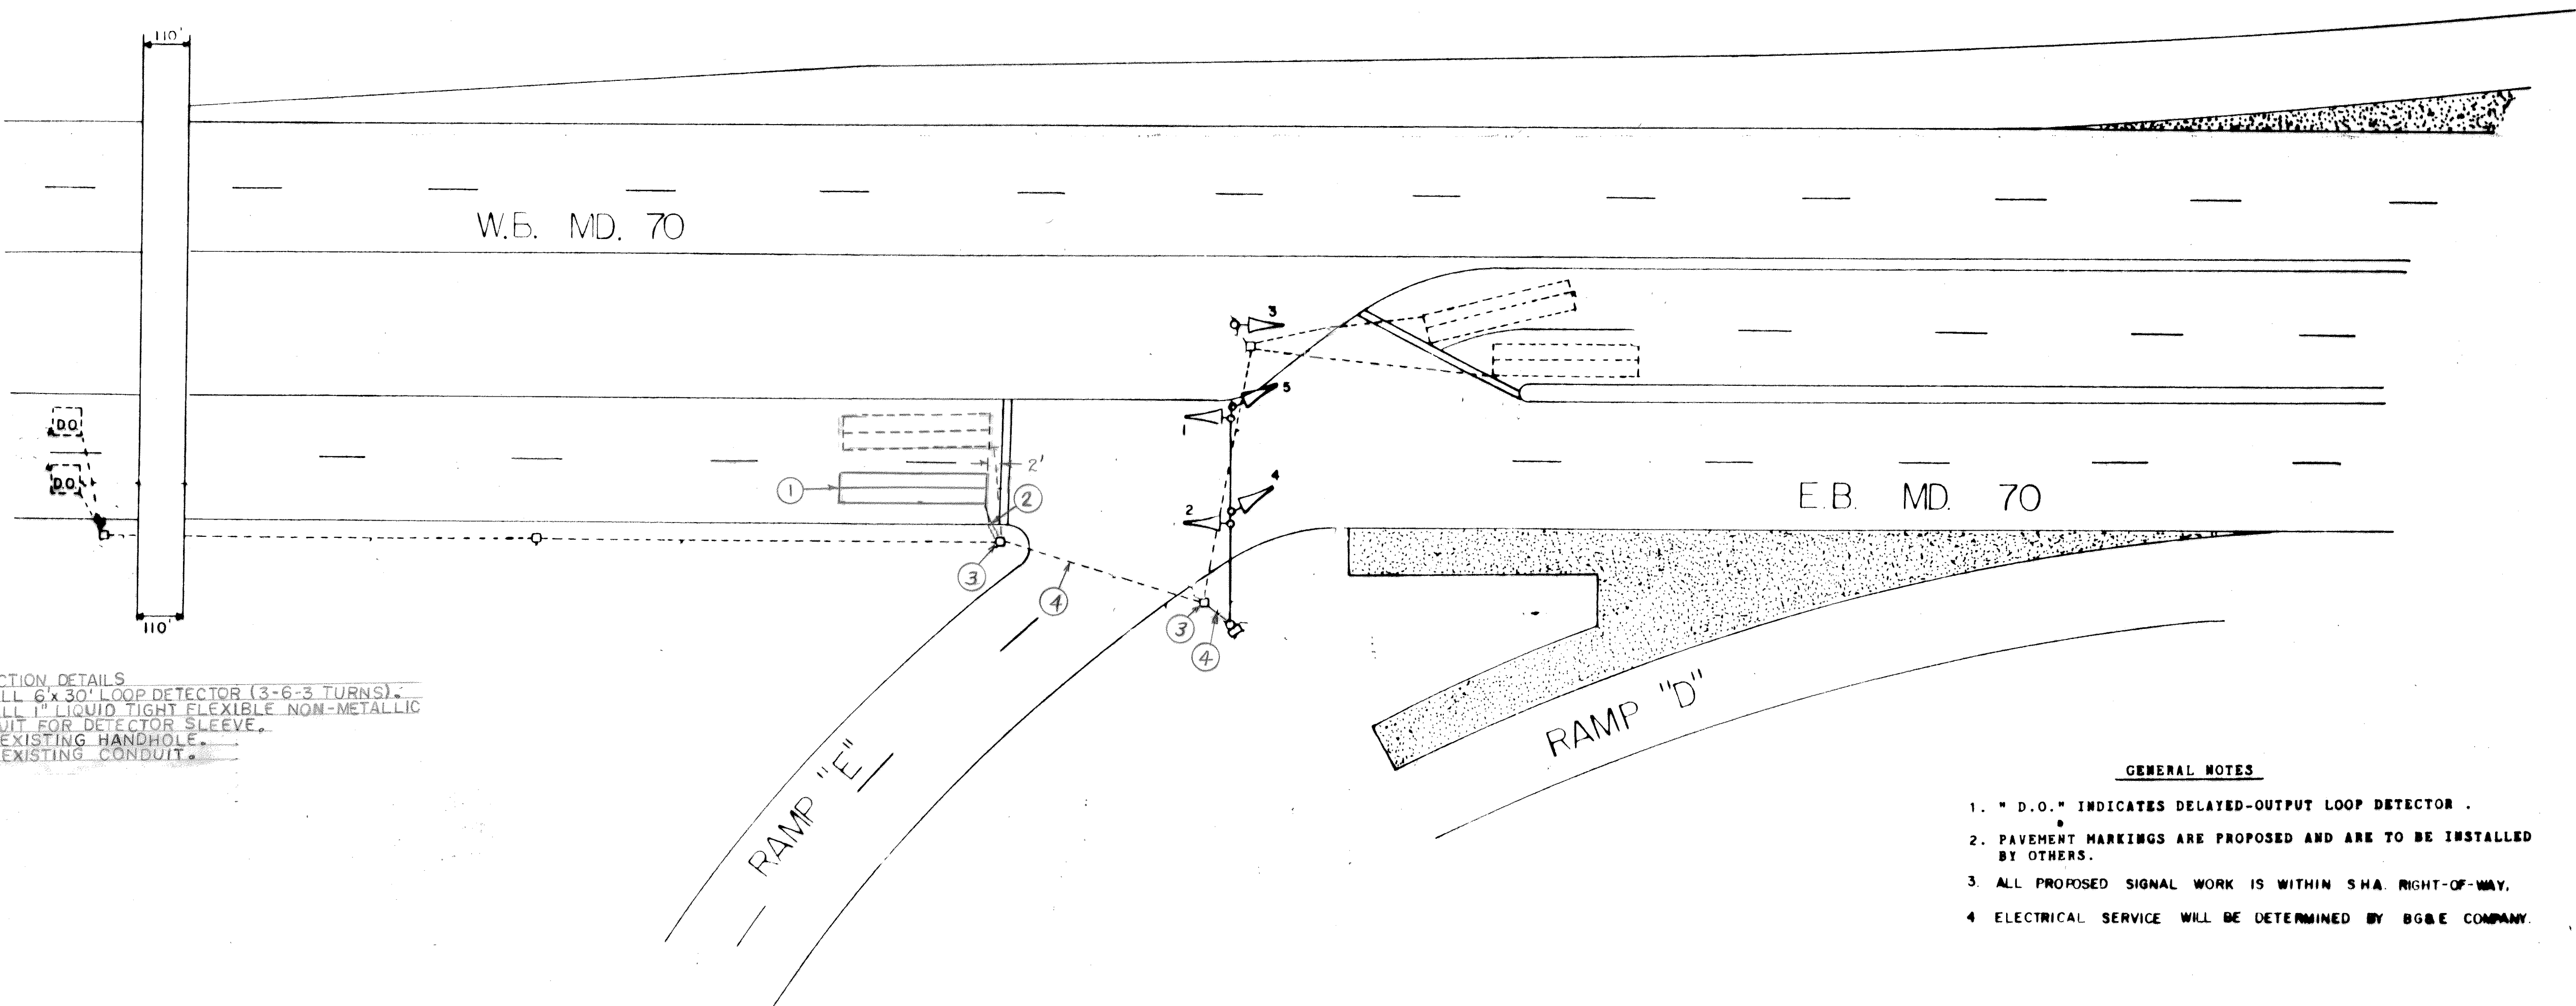 110'
W.B. MD. 70
3
5
1
D.O.
D.O.
2'
1
2
4
2
E.B. MD. 70
3
4
3
4
110'
CTION DETAILS
LL 6'x 30' LOOP DETECTOR (3-6-3 TURNS).
LL 1" LIQUID TIGHT FLEXIBLE NON-METALLIC
UIT FOR DETECTOR SLEEVE.
EXISTING HANDHOLE.
EXISTING CONDUIT.
RAMP "E"
RAMP "D"
GENERAL NOTES
1. " D.O." INDICATES DELAYED-OUTPUT LOOP DETECTOR .
2. PAVEMENT MARKINGS ARE PROPOSED AND ARE TO BE INSTALLED
BY OTHERS.
3. ALL PROPOSED SIGNAL WORK IS WITHIN SHA. RIGHT-OF-WAY.
4 ELECTRICAL SERVICE WILL BE DETERMINED BY BG&E COMPANY.